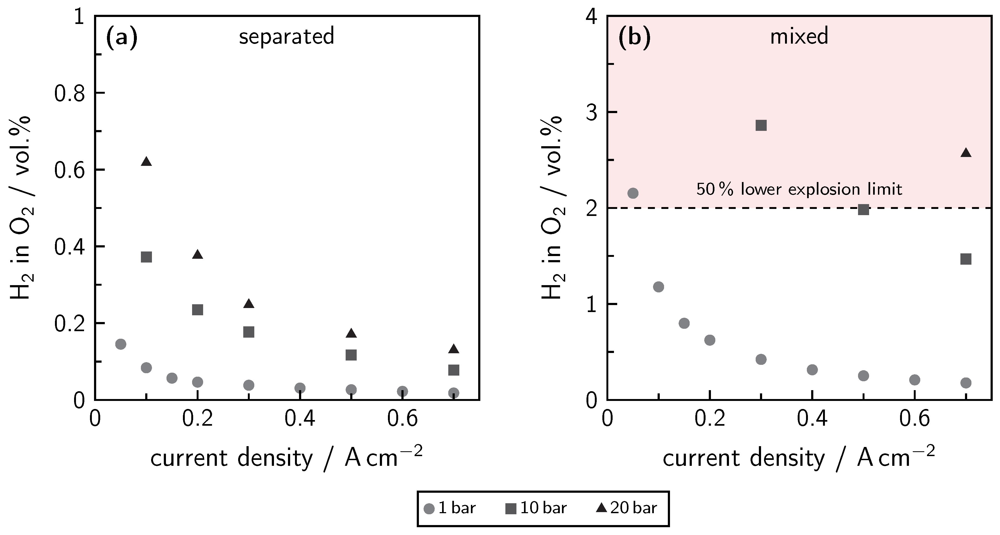 (a) separated
1
0.8
0.6
0.4
0.2
0
H₂ in O₂ / vol.%
0 0.2 0.4 0.6
current density / A cm⁻²
(b) mixed
4
3
50 % lower explosion limit
2
1
0
H₂ in O₂ / vol.%
0 0.2 0.4 0.6
current density / A cm⁻²
1 bar 10 bar 20 bar